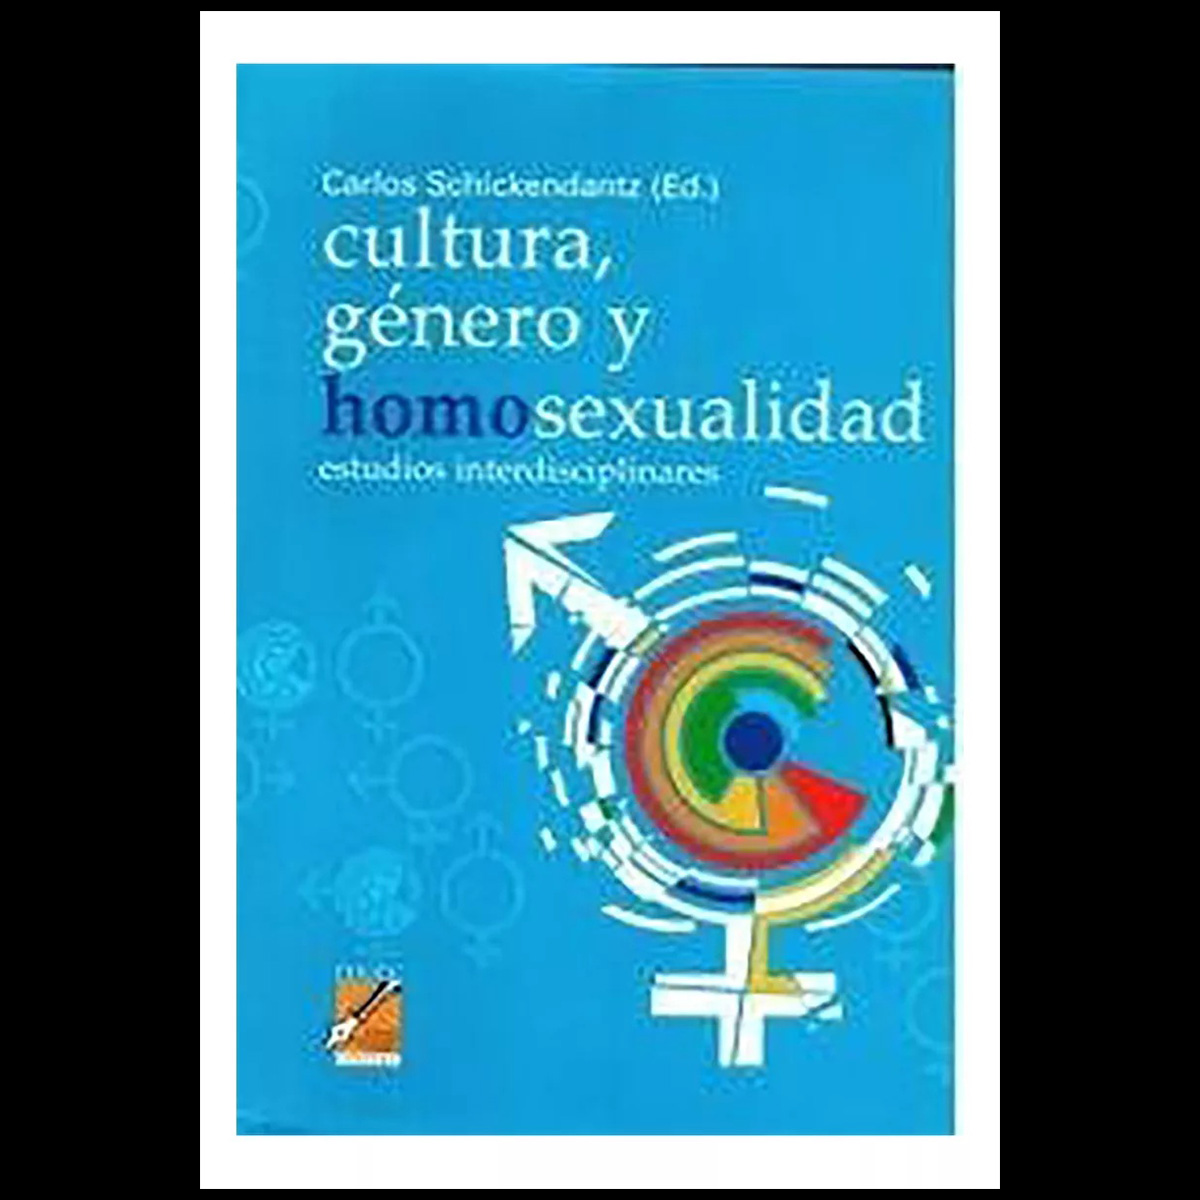 Carlos Schickendantz (Ed.)
cultura,
género y
homosexualidad
estudios interdisciplinares